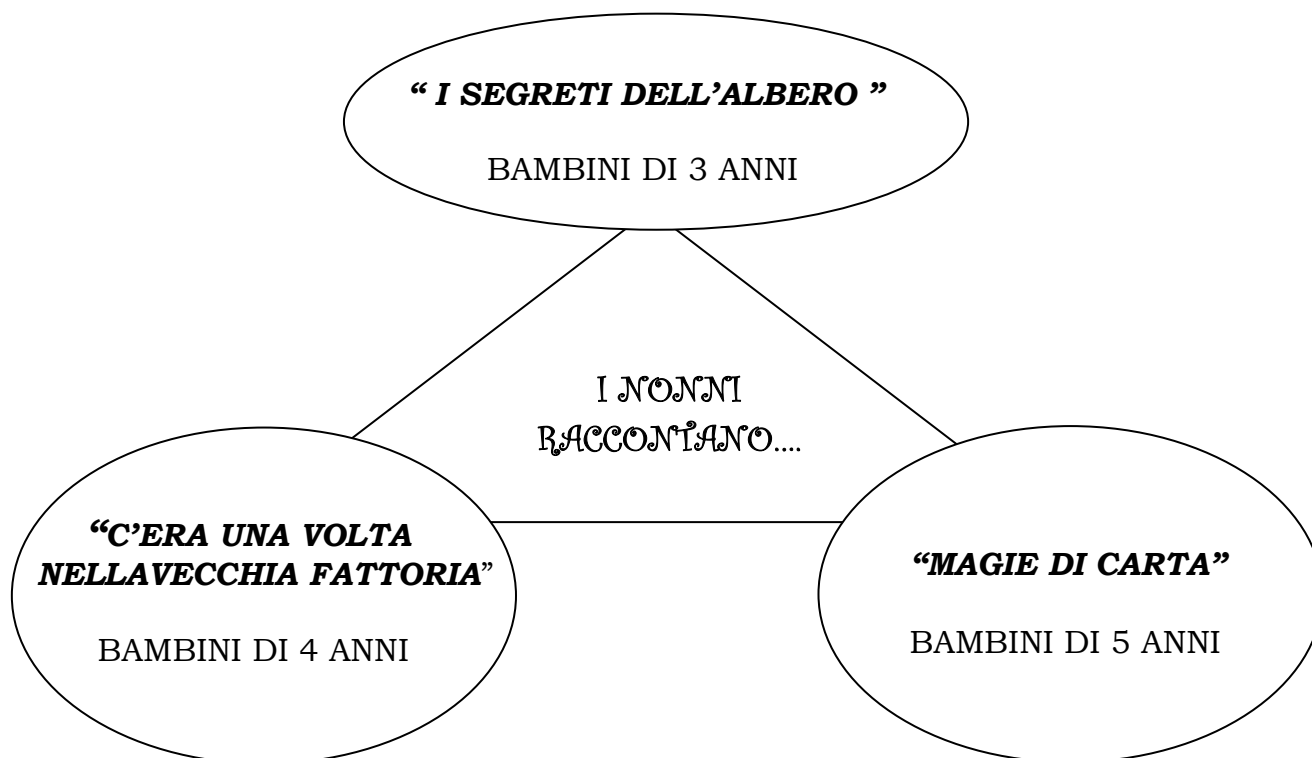 “ I SEGRETI DELL’ALBERO ”
BAMBINI DI 3 ANNI
I NONNI
RACCONTANO....
“C’ERA UNA VOLTA
NELLAVECCHIA FATTORIA”
BAMBINI DI 4 ANNI
“MAGIE DI CARTA”
BAMBINI DI 5 ANNI